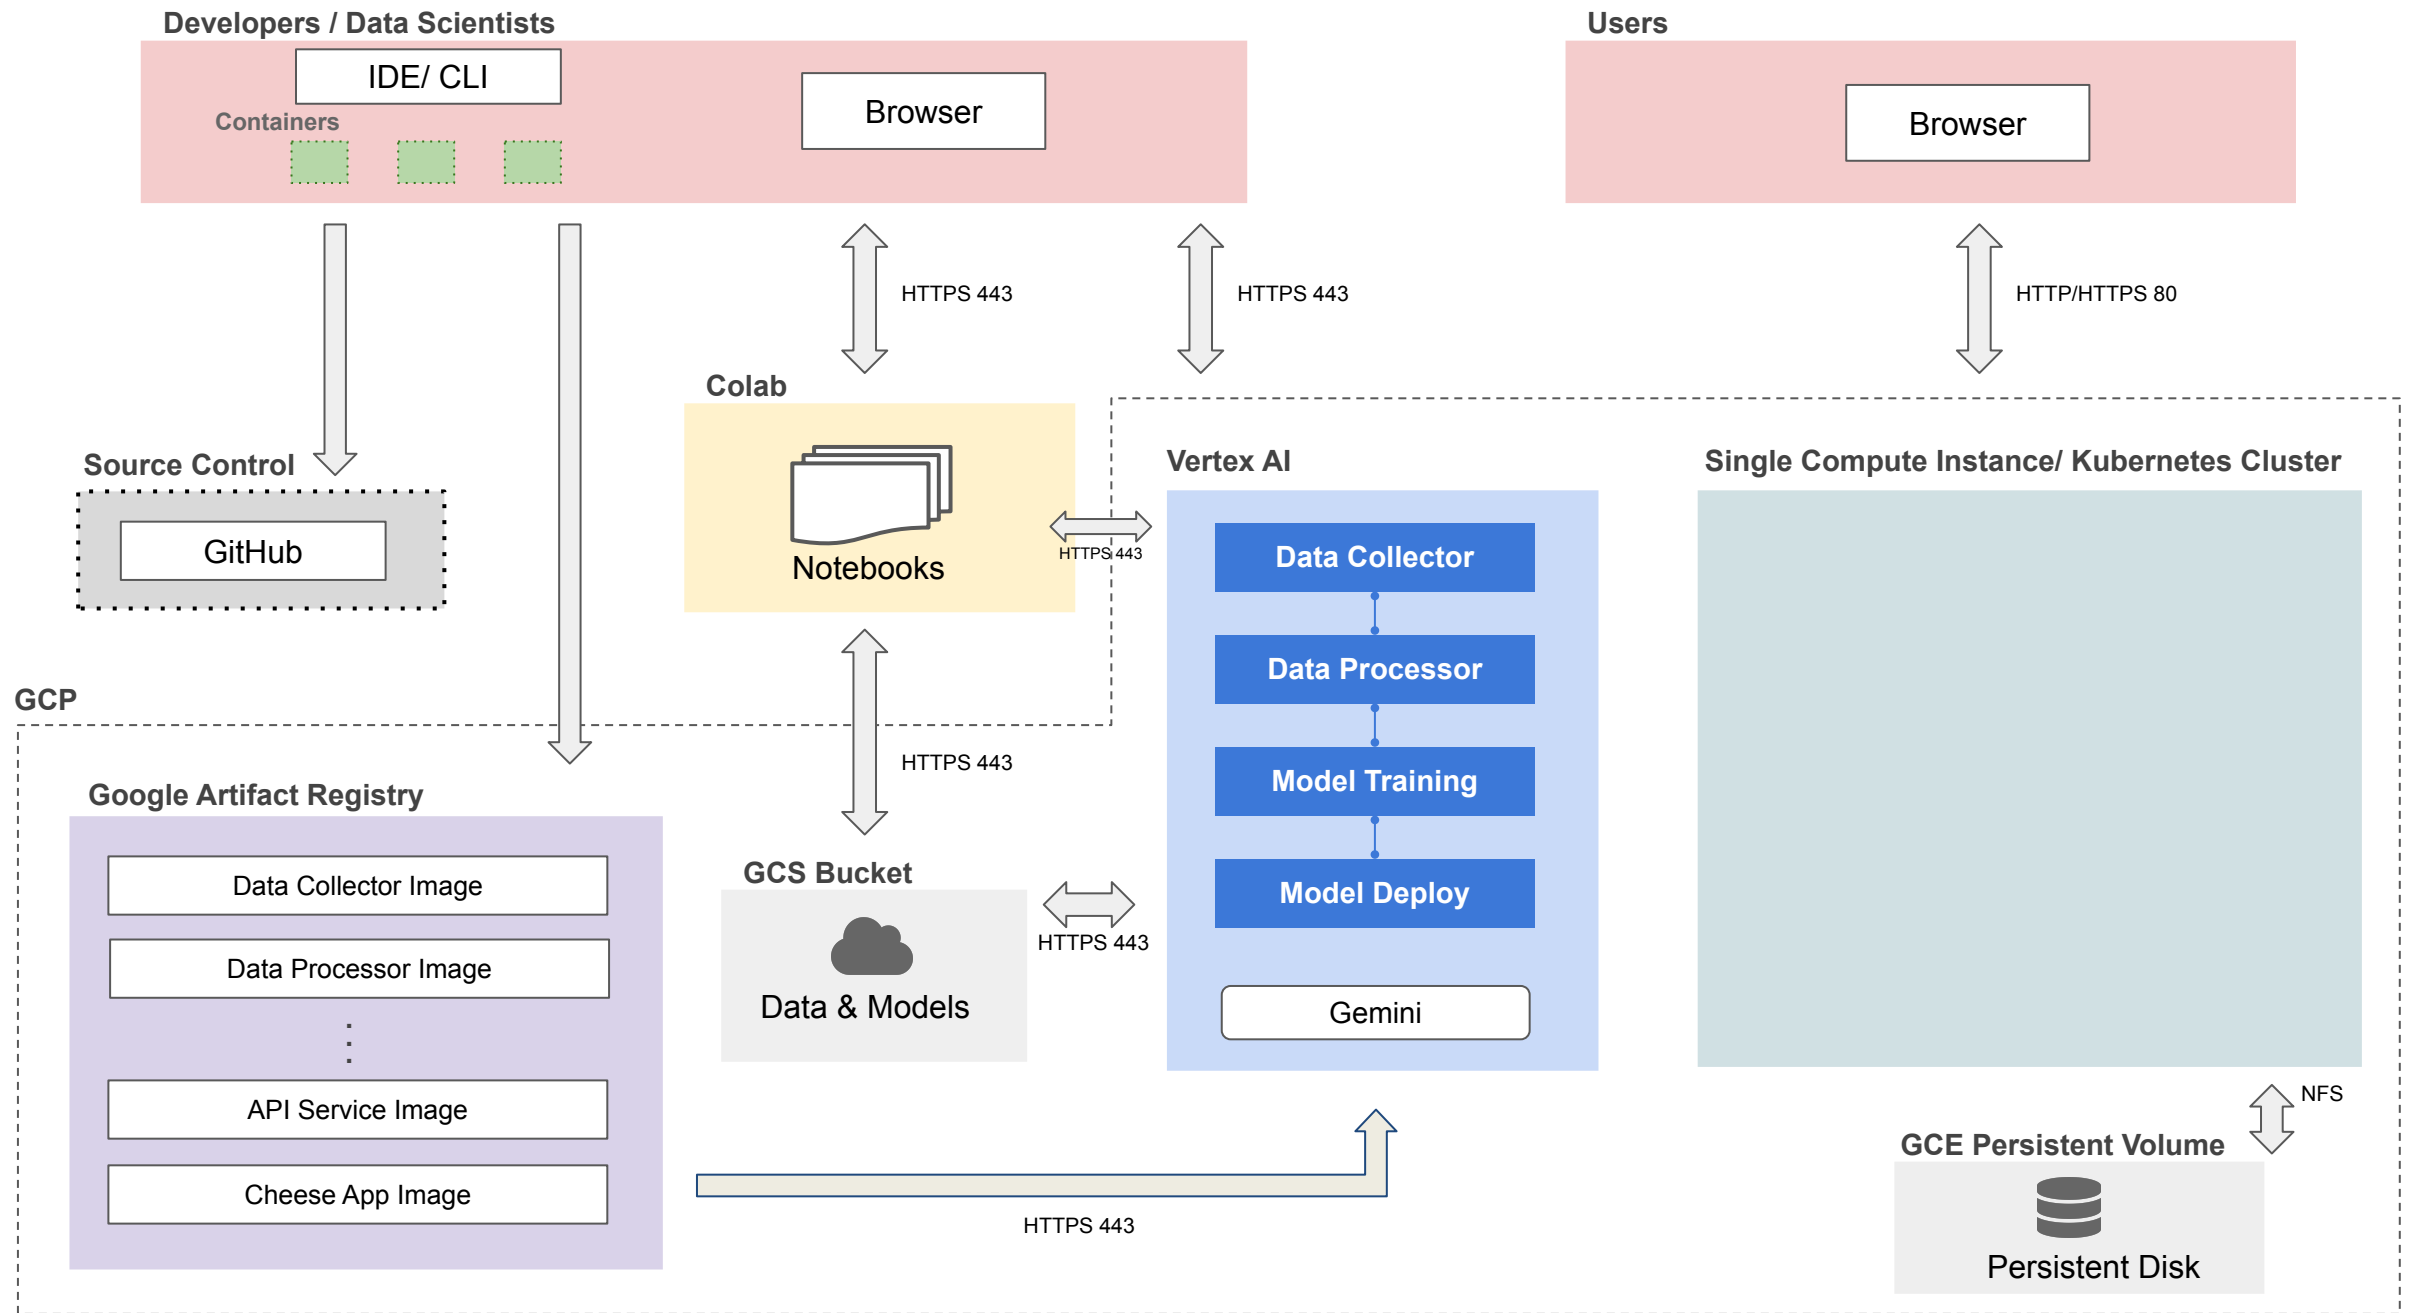 Developers / Data Scientists
Users
IDE/ CLI
Browser
Browser
Containers
HTTPS 443
HTTPS 443
HTTP/HTTPS 80
Colab
Source Control
Vertex AI
Single Compute Instance/ Kubernetes Cluster
GitHub
Notebooks
HTTPS 443
Data Collector
Data Processor
GCP
HTTPS 443
Model Training
Google Artifact Registry
GCS Bucket
Data Collector Image
Model Deploy
HTTPS 443
Data Processor Image
Data & Models
Gemini
API Service Image
NFS
GCE Persistent Volume
Cheese App Image
HTTPS 443
Persistent Disk